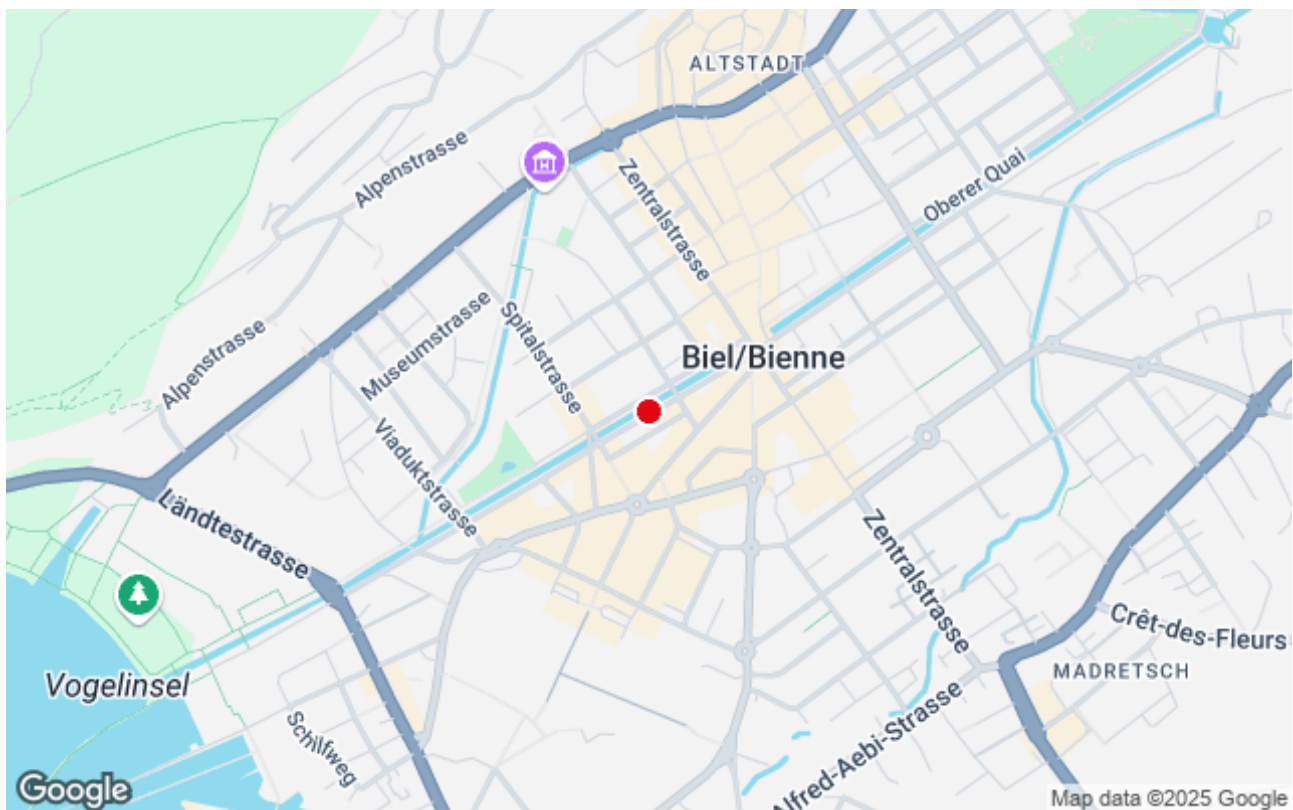 ALTSTADT
Alpenstrasse
Zentralstrasse
Oberer Quai
Museumstrasse
Spitalstrasse
Biel/Bienne
Alpenstrasse
Viaduktstrasse
Ländtestrasse
Zentralstrasse
Crêt-des-Fleurs
MADRETSCH
Vogelinsel
Alfred-Aebi-Strasse
Schilfweg
Google
Map data ©2025 Google